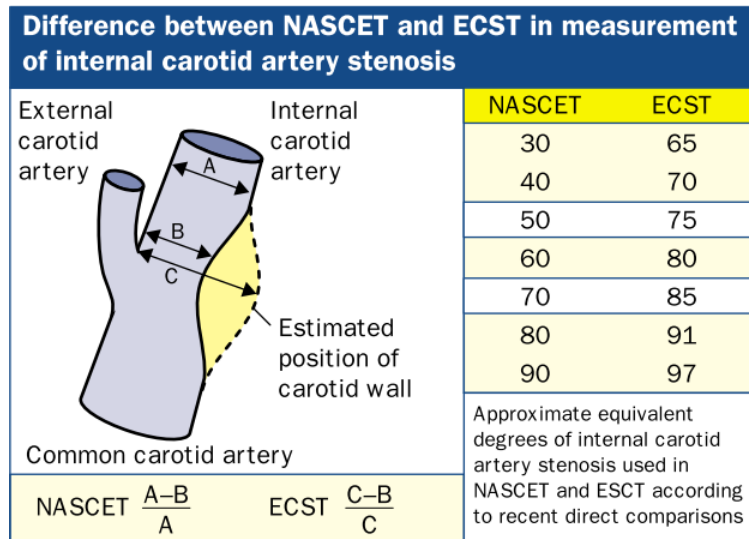 Difference between NASCET and ECST in measurement
of internal carotid artery stenosis
External
carotid
artery
Internal
carotid
artery
A
B
C
Estimated
position of
carotid wall
Common carotid artery
NASCET A–B
A
ECST C–B
C
NASCET ECST
30 65
40 70
50 75
60 80
70 85
80 91
90 97
Approximate equivalent
degrees of internal carotid
artery stenosis used in
NASCET and ESCT according
to recent direct comparisons